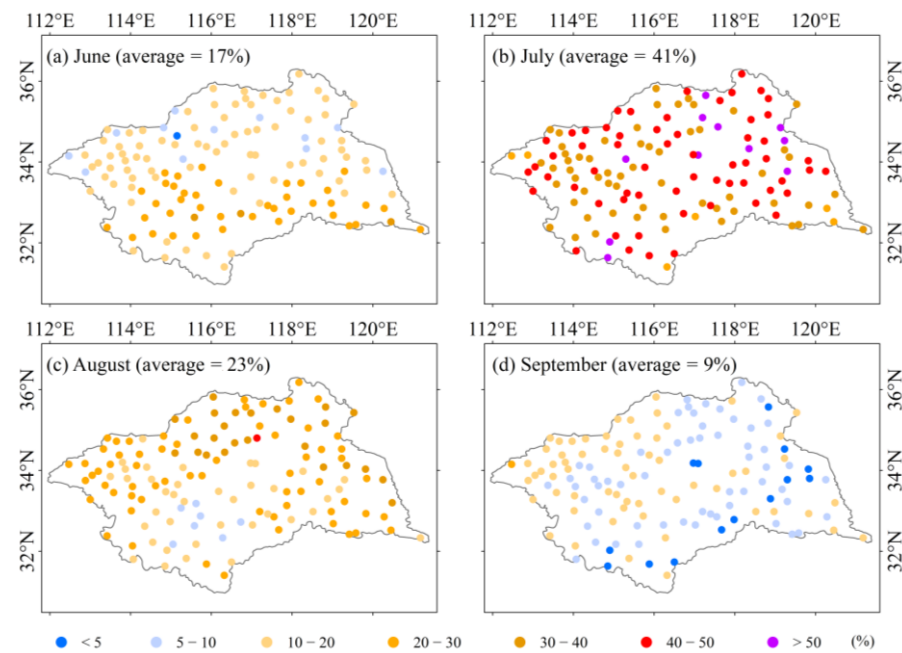 112°E 114°E 116°E 118°E 120°E 112°E 114°E 116°E 118°E 120°E
(a) June (average = 17%) (b) July (average = 41%)
36°N 36°N
34°N 34°N
32°N 32°N
112°E 114°E 116°E 118°E 120°E 112°E 114°E 116°E 118°E 120°E
(c) August (average = 23%) (d) September (average = 9%)
36°N 36°N
34°N 34°N
32°N 32°N
< 5 5 – 10 10 – 20 20 – 30 30 – 40 40 – 50 > 50 (%)